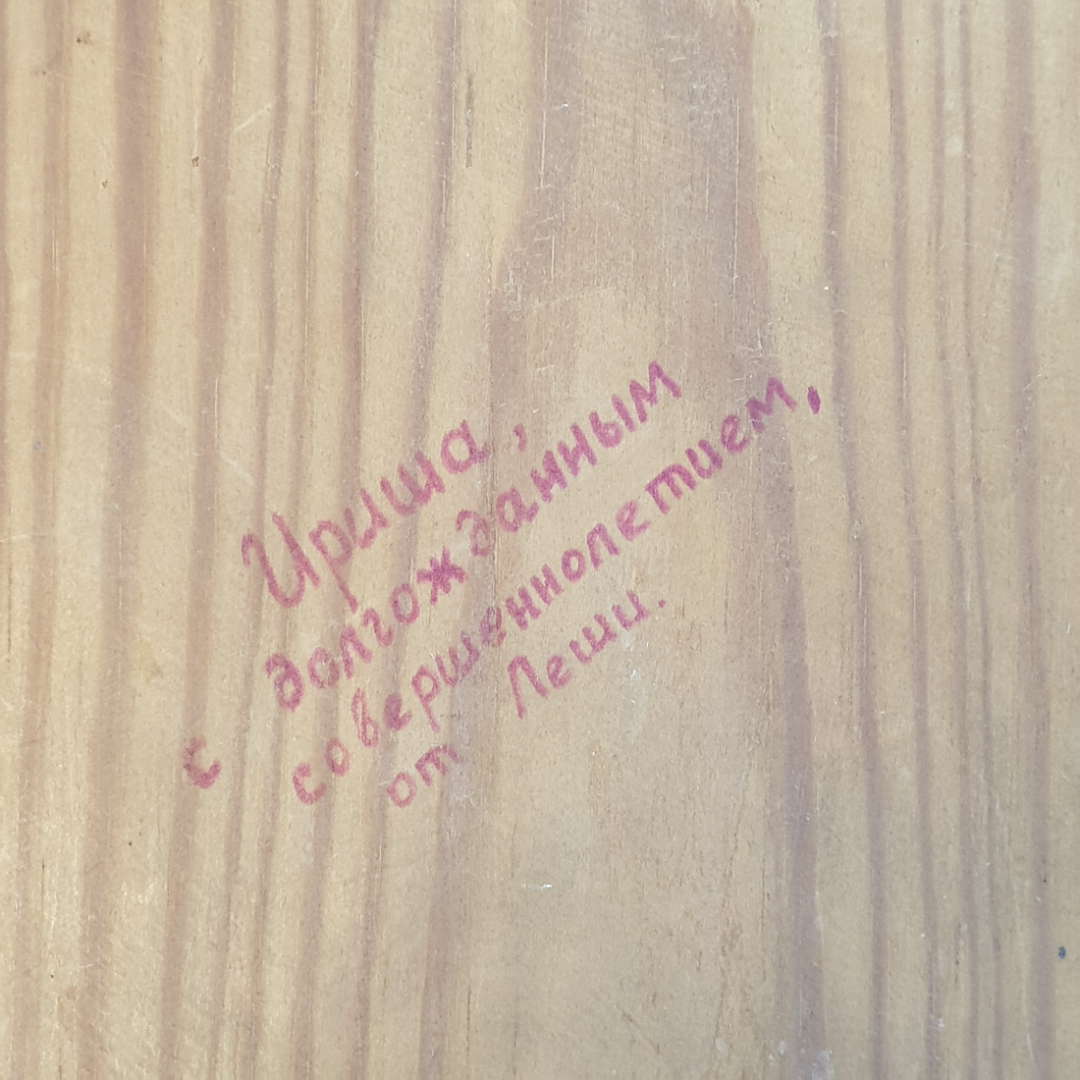 Ириша,
с долгожданным
совершеннолетием,
от Леши.